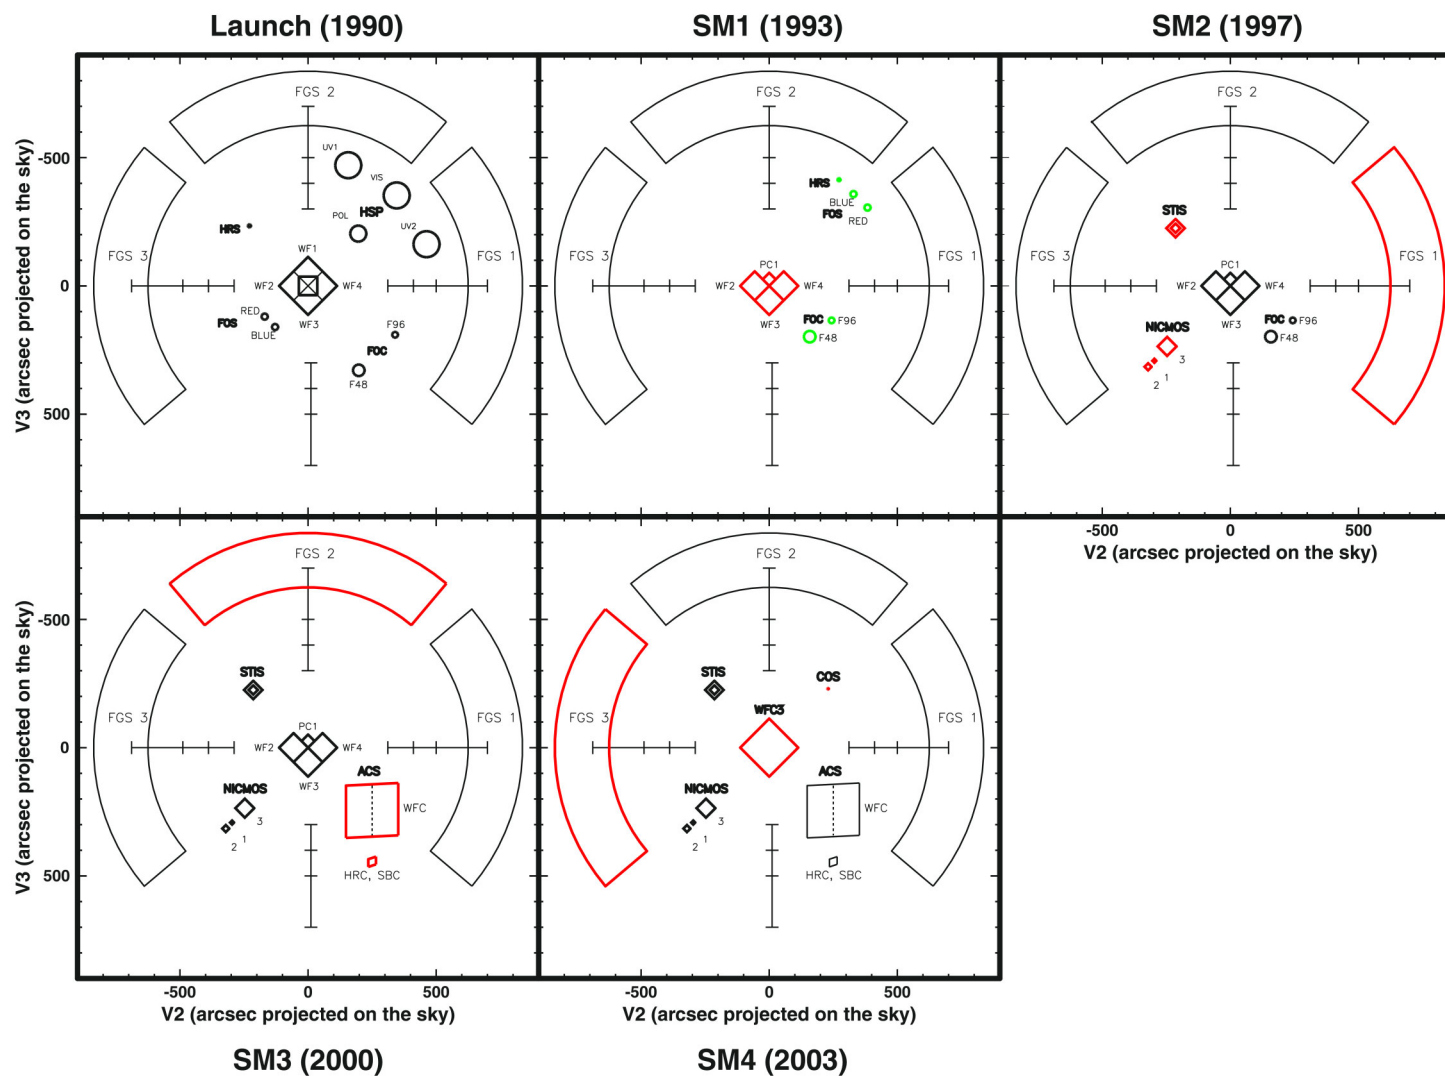 Launch (1990)
SM1 (1993)
SM2 (1997)
V3 (arcsec projected on the sky)
-500
0
500
FGS 2
UV1
VIS
POL
HSP
UV2
HRS
FGS 3
FGS 1
WF1
WF2
WF4
WF3
RED
FOS
BLUE
F96
FOC
F48
FGS 2
HRS
BLUE
FOS
RED
FGS 3
FGS 1
PC1
WF2
WF4
WF3
FOC
F96
F48
FGS 2
STIS
FGS 3
FGS 1
PC1
WF2
WF4
WF3
NICMOS
3
2
1
FOC
F96
F48
-500
0
500
V2 (arcsec projected on the sky)
V3 (arcsec projected on the sky)
-500
0
500
FGS 2
STIS
FGS 3
FGS 1
PC1
WF2
WF4
WF3
NICMOS
3
2
1
ACS
WFC
HRC, SBC
FGS 2
STIS
COS
FGS 3
WFC3
FGS 1
NICMOS
3
2
1
ACS
WFC
HRC, SBC
-500
0
500
V2 (arcsec projected on the sky)
-500
0
500
V2 (arcsec projected on the sky)
SM3 (2000)
SM4 (2003)